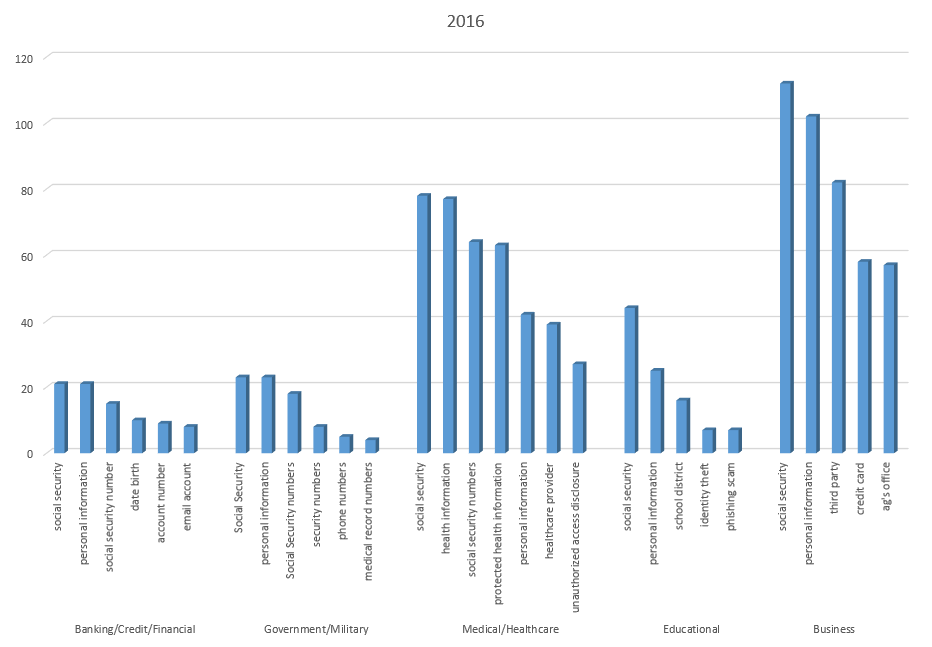 2016
120
100
80
60
40
20
0
social security
personal information
social security number
date birth
account number
email account
Social Security
personal information
Social Security numbers
security numbers
phone numbers
medical record numbers
social security
health information
social security numbers
protected health information
personal information
healthcare provider
unauthorized access disclosure
social security
personal information
school district
identity theft
phishing scam
social security
personal information
third party
credit card
ag's office
Banking/Credit/Financial
Government/Military
Medical/Healthcare
Educational
Business